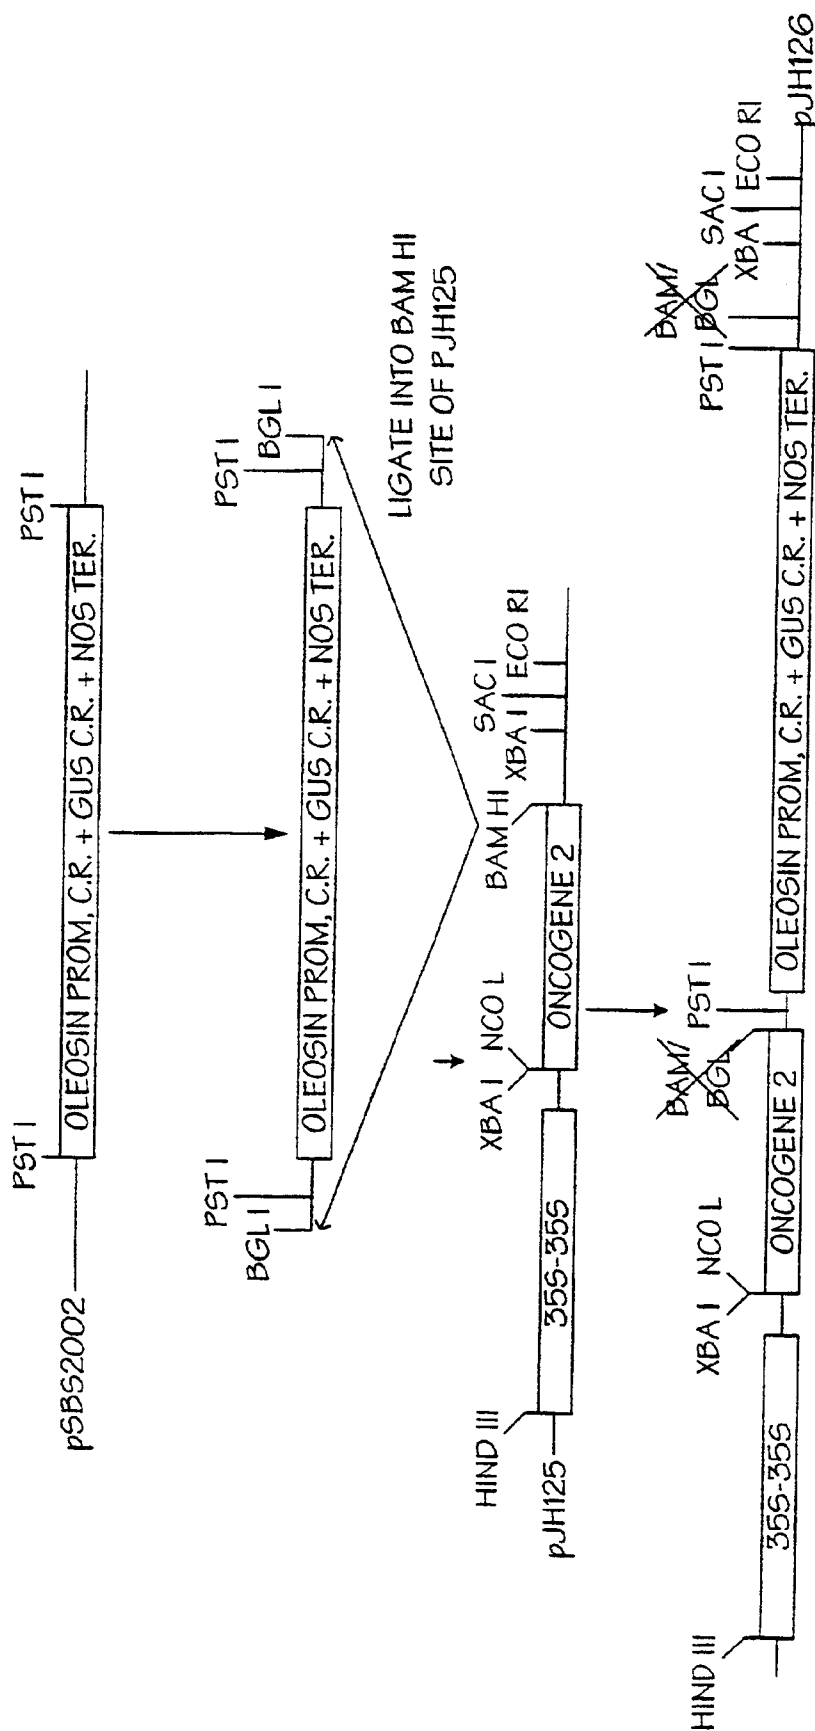 PST I
PST I
pSBS2002
OLEOSIN PROM, C.R. + GUS C.R. + NOS TER.
PST I
BGL I
PST I
BGL I
OLEOSIN PROM, C.R. + GUS C.R. + NOS TER.
LIGATE INTO BAM HI
SITE OF PJH125
HIND III
XBA I
NCO L
BAM HI
XBA I
SAC I
ECO RI
pJH125
35S-35S
ONCOGENE 2
HIND III
XBA I
NCO L
BAM/
BGL
PST I
PST I
BAM/
BGL
XBA I
SAC I
ECO RI
35S-35S
ONCOGENE 2
OLEOSIN PROM, C.R. + GUS C.R. + NOS TER.
pJH126